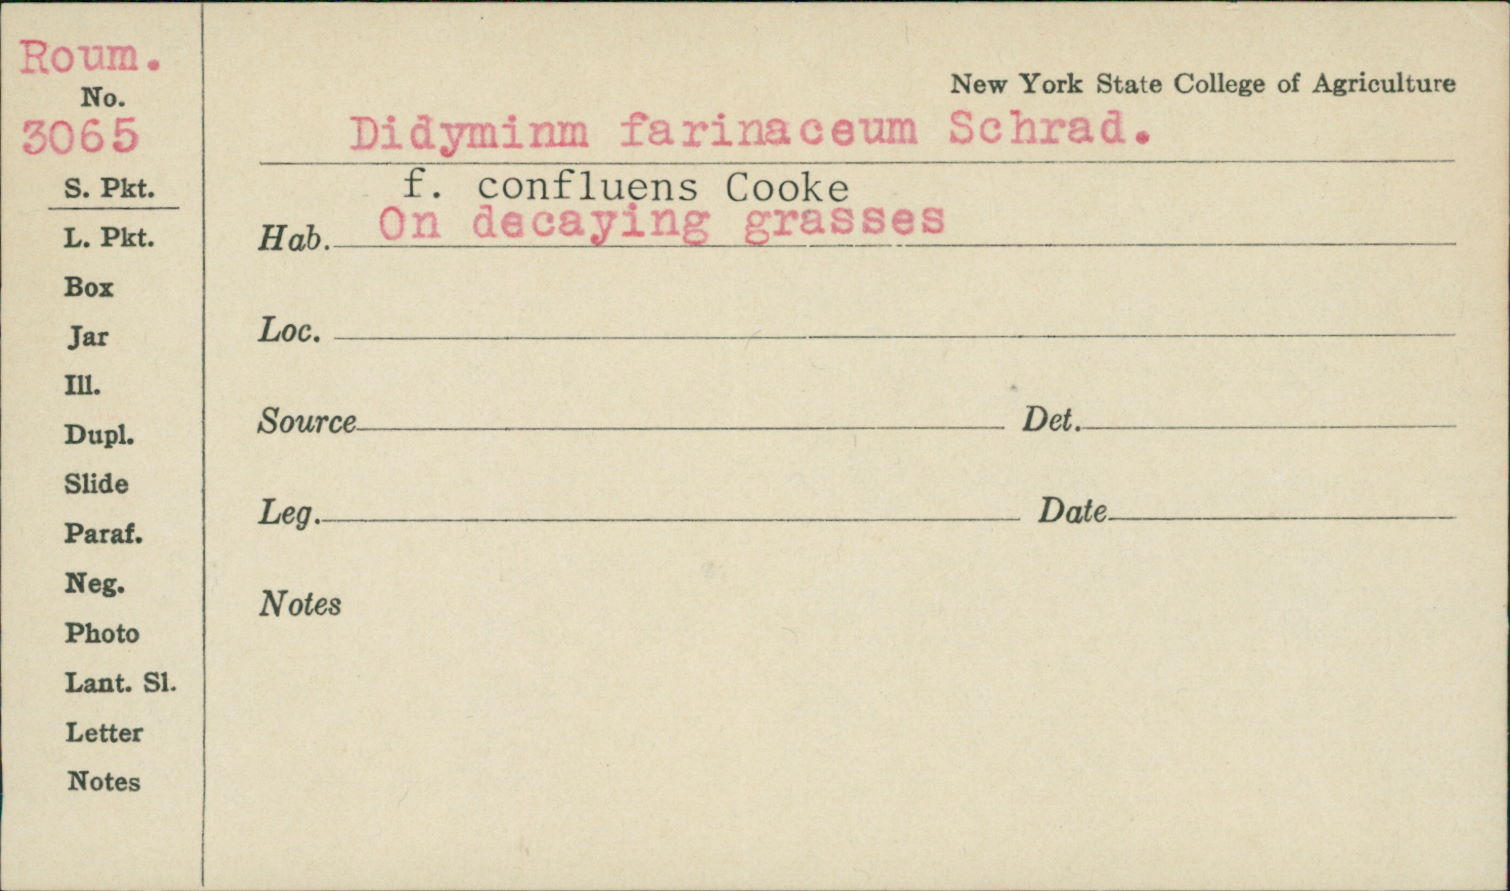 Roum.
No.
3065
S. Pkt.
L. Pkt.
Box
Jar
Ill.
Dupl.
Slide
Paraf.
Neg.
Photo
Lant. Sl.
Letter
Notes
New York State College of Agriculture
Didyminm farinaceum Schrad.
f. confluens Cooke
Hab. On decaying grasses
Loc.
Source Det.
Leg. Date
Notes